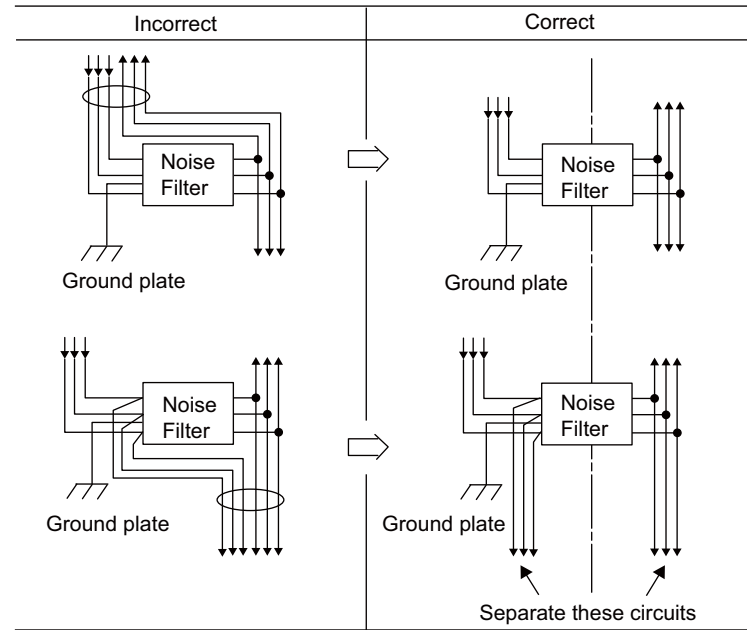 Incorrect
Correct
Noise
Filter
Ground plate
Noise
Filter
Ground plate
Noise
Filter
Ground plate
Noise
Filter
Ground plate
Separate these circuits